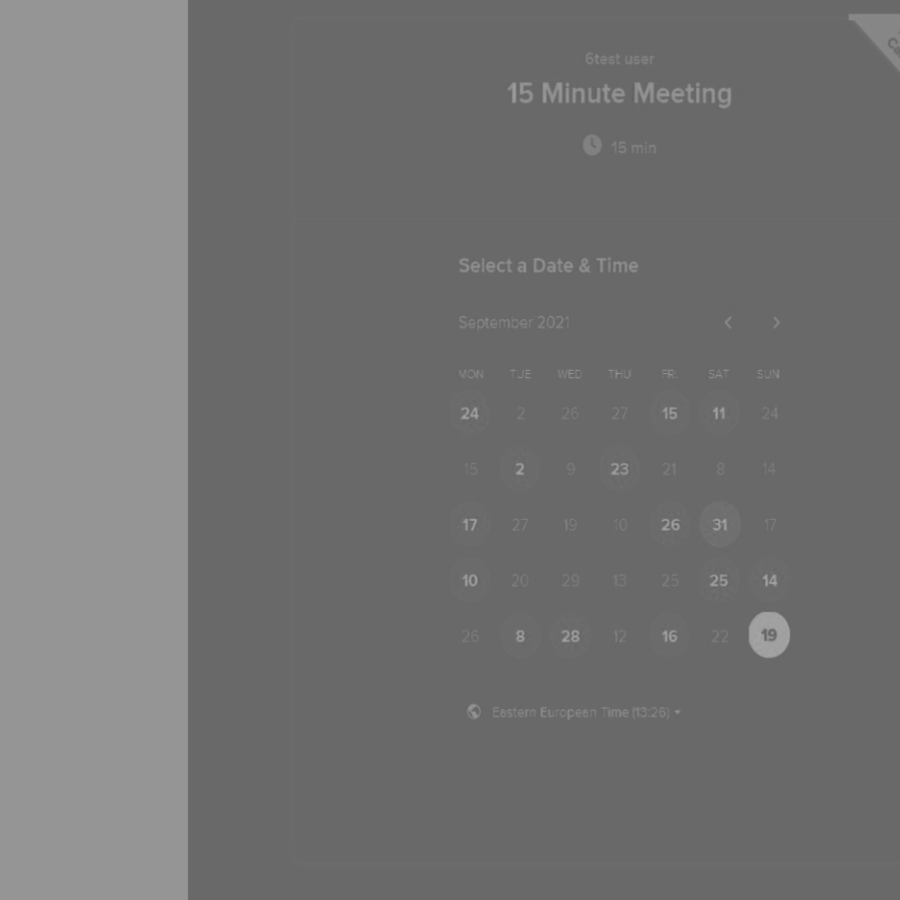 6test user
15 Minute Meeting
15 min
Select a Date & Time
September 2021
MON TUE WED THU FRI SAT SUN
24 2 26 27 15 11 24
15 2 9 23 21 8 14
17 27 19 10 26 31 17
10 20 29 13 25 25 14
26 8 28 12 16 22 19
Eastern European Time (13:26)